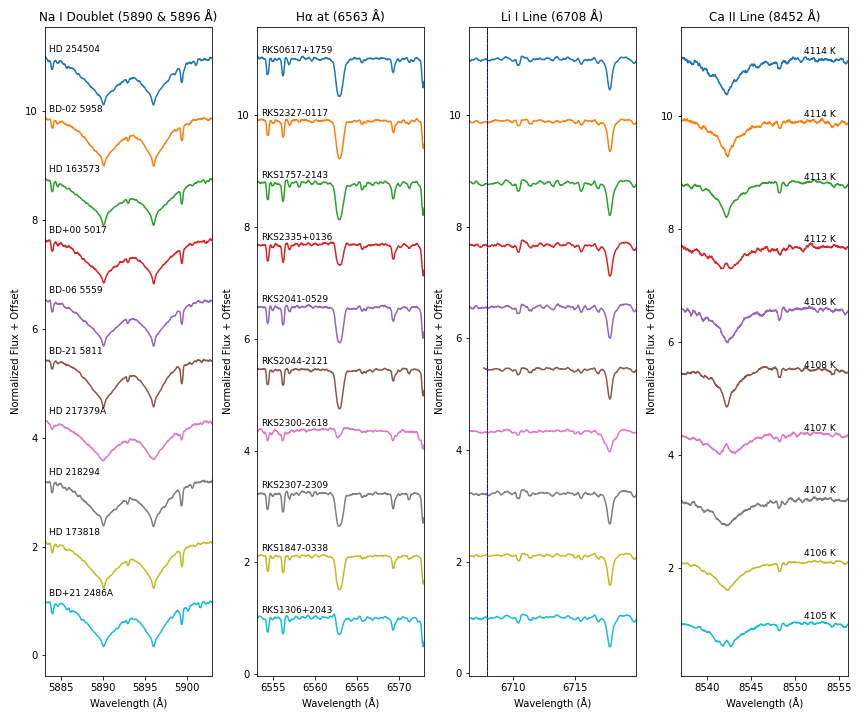 Na I Doublet (5890 & 5896 Å)
Hα at (6563 Å)
Li I Line (6708 Å)
Ca II Line (8452 Å)
HD 254504
BD-02 5958
HD 163573
BD+00 5017
BD-06 5559
BD-21 5811
HD 217379A
HD 218294
HD 173818
BD+21 2486A
RKS0617+1759
RKS2327-0117
RKS1757-2143
RKS2335+0136
RKS2041-0529
RKS2044-2121
RKS2300-2618
RKS2307-2309
RKS1847-0338
RKS1306+2043
4114 K
4114 K
4113 K
4112 K
4108 K
4108 K
4107 K
4107 K
4106 K
4105 K
Normalized Flux + Offset
10
8
6
4
2
0
5885 5890 5895 5900
Wavelength (Å)
Normalized Flux + Offset
10
8
6
4
2
0
6555 6560 6565 6570
Wavelength (Å)
Normalized Flux + Offset
10
8
6
4
2
0
6710 6715
Wavelength (Å)
Normalized Flux + Offset
10
8
6
4
2
8540 8545 8550 8555
Wavelength (Å)